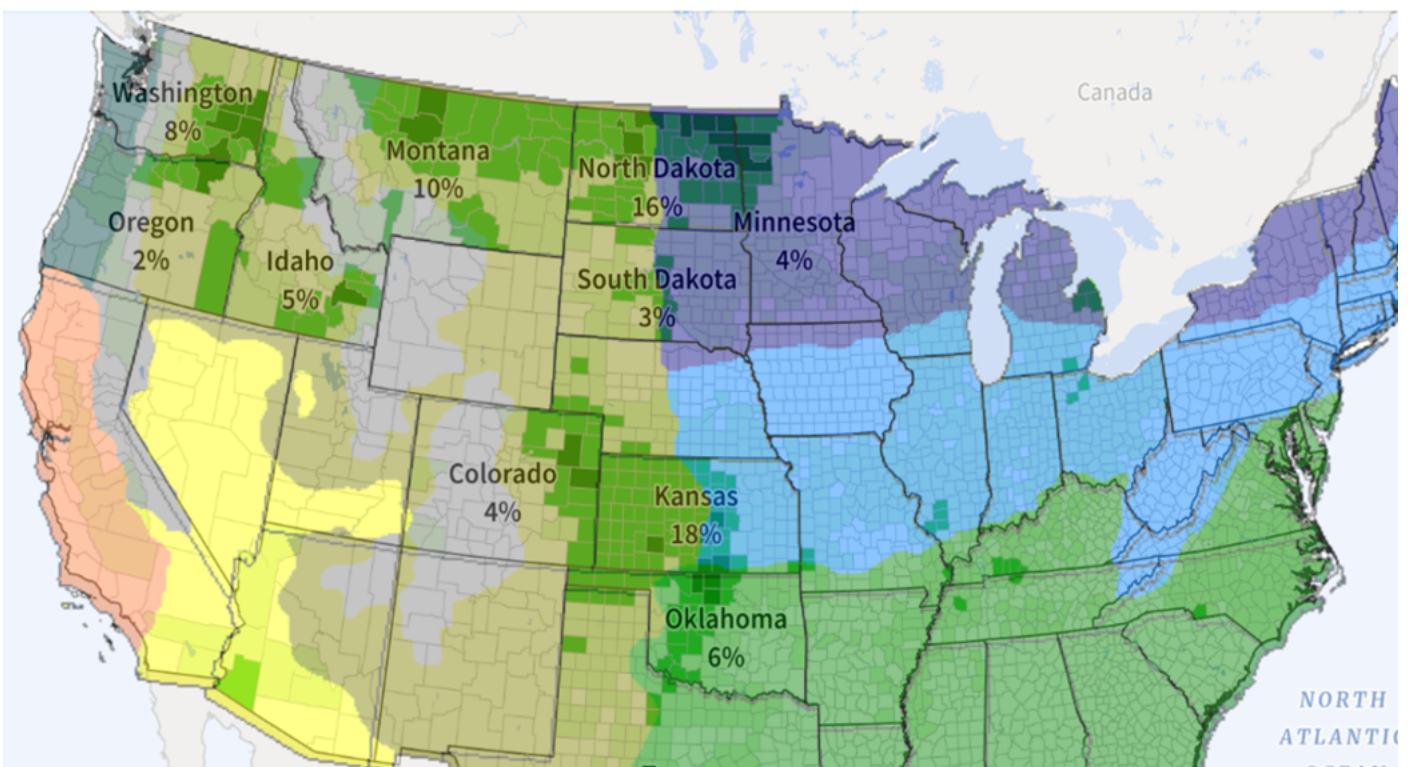 Canada
Washington
8%
Montana
10%
North Dakota
16%
Oregon
2%
Minnesota
4%
Idaho
5%
South Dakota
3%
Colorado
4%
Kansas
18%
Oklahoma
6%
NORTH
ATLANTIC